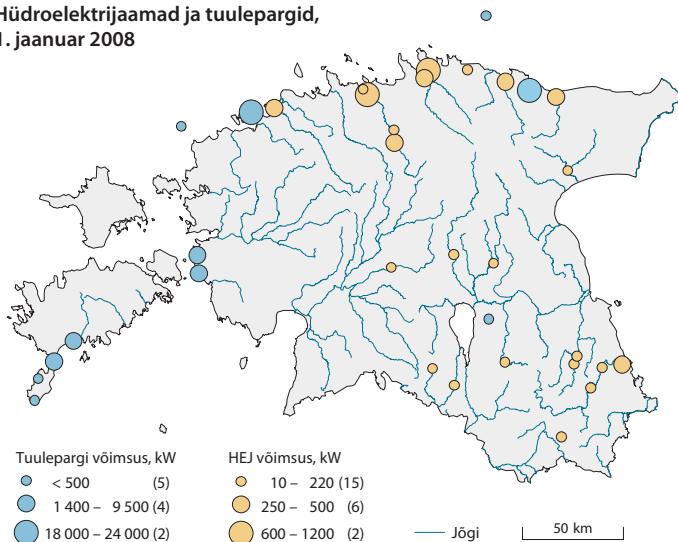 Hüdroelektrijaamad ja tuulepargid,
1. jaanuar 2008
Tuulepargi võimsus, kW
< 500 (5)
1 400 – 9 500 (4)
18 000 – 24 000 (2)
HEJ võimsus, kW
10 – 220 (15)
250 – 500 (6)
600 – 1200 (2)
Jõgi
50 km